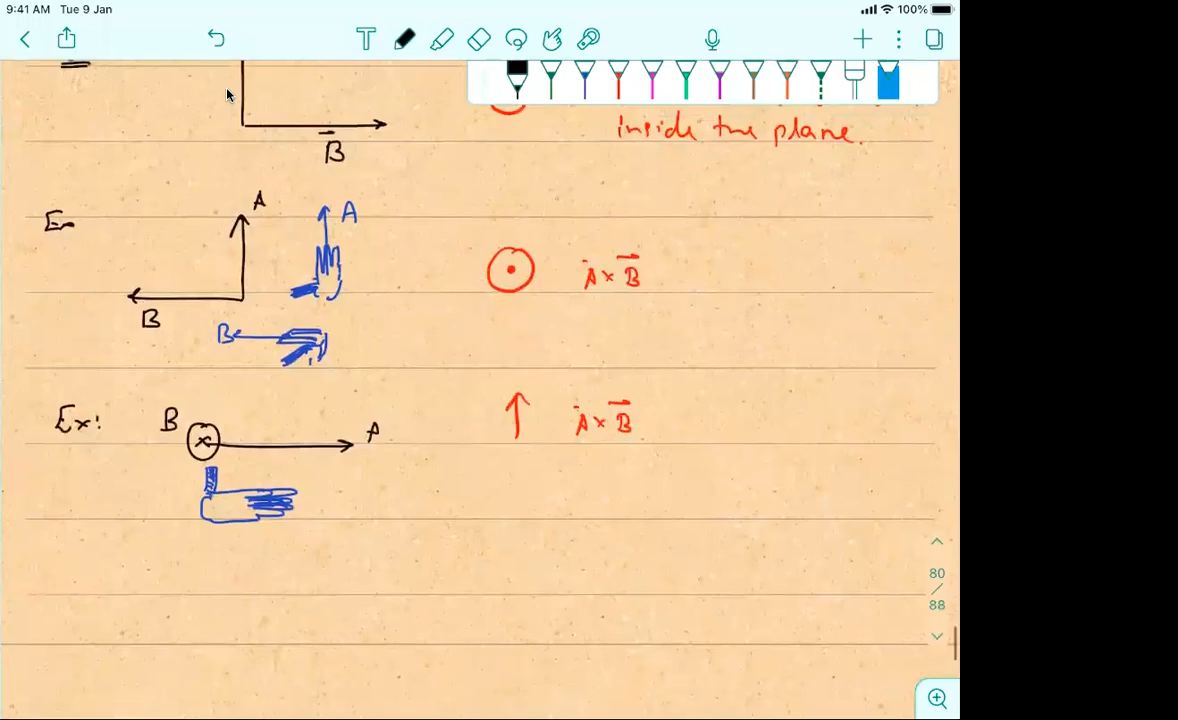 9:41 AM Tue 9 Jan
100%
B
inside the plane.
Ex
A
A
B
A × B
B
Ex:
B
A
A × B
80
/
88